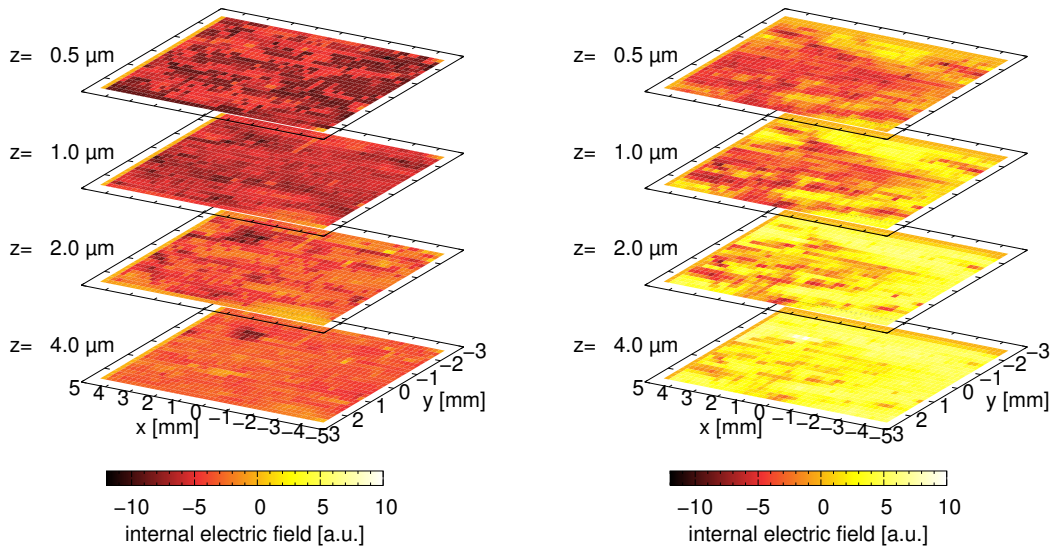 z= 0.5 µm
z= 1.0 µm
z= 2.0 µm
z= 4.0 µm
5 4 3 2 1 0 −1 −2 −3 −4 −5
x [mm]
3 2 1 0 −1 −2 −3
y [mm]
−10 −5 0 5 10
internal electric field [a.u.]
z= 0.5 µm
z= 1.0 µm
z= 2.0 µm
z= 4.0 µm
5 4 3 2 1 0 −1 −2 −3 −4 −5
x [mm]
3 2 1 0 −1 −2 −3
y [mm]
−10 −5 0 5 10
internal electric field [a.u.]